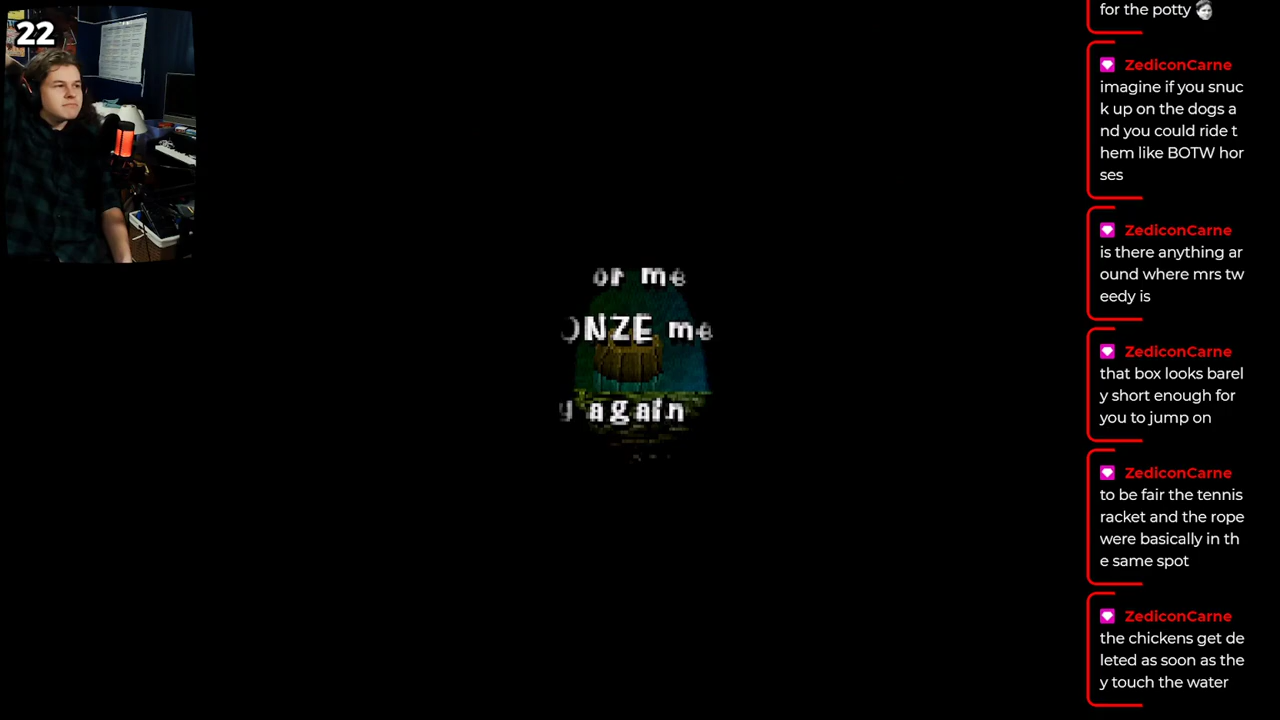 22
or me
ONZE me
y again
for the potty
ZediconCarne
imagine if you snuc
k up on the dogs a
nd you could ride t
hem like BOTW hor
ses
ZediconCarne
is there anything ar
ound where mrs tw
eedy is
ZediconCarne
that box looks barel
y short enough for
you to jump on
ZediconCarne
to be fair the tennis
racket and the rope
were basically in th
e same spot
ZediconCarne
the chickens get de
leted as soon as the
y touch the water